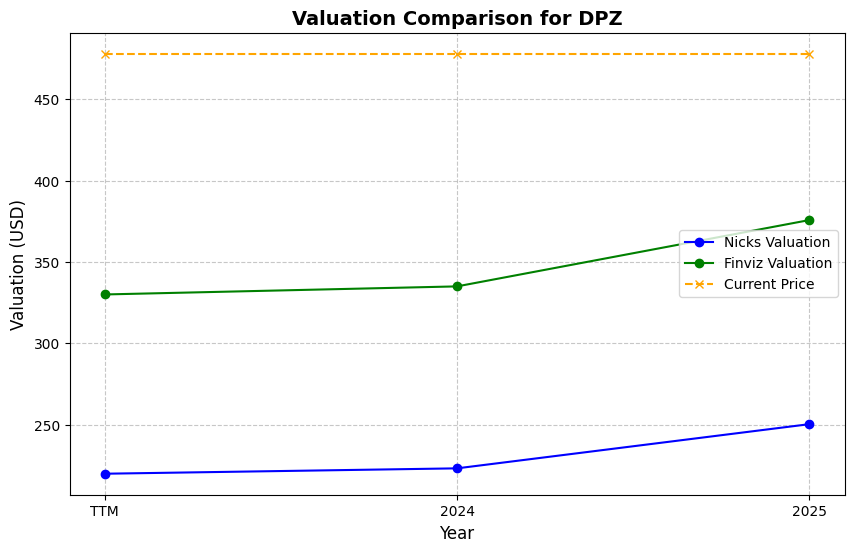 Valuation Comparison for DPZ
Valuation (USD)
450
400
350
300
250
Nicks Valuation
Finviz Valuation
Current Price
TTM
2024
2025
Year